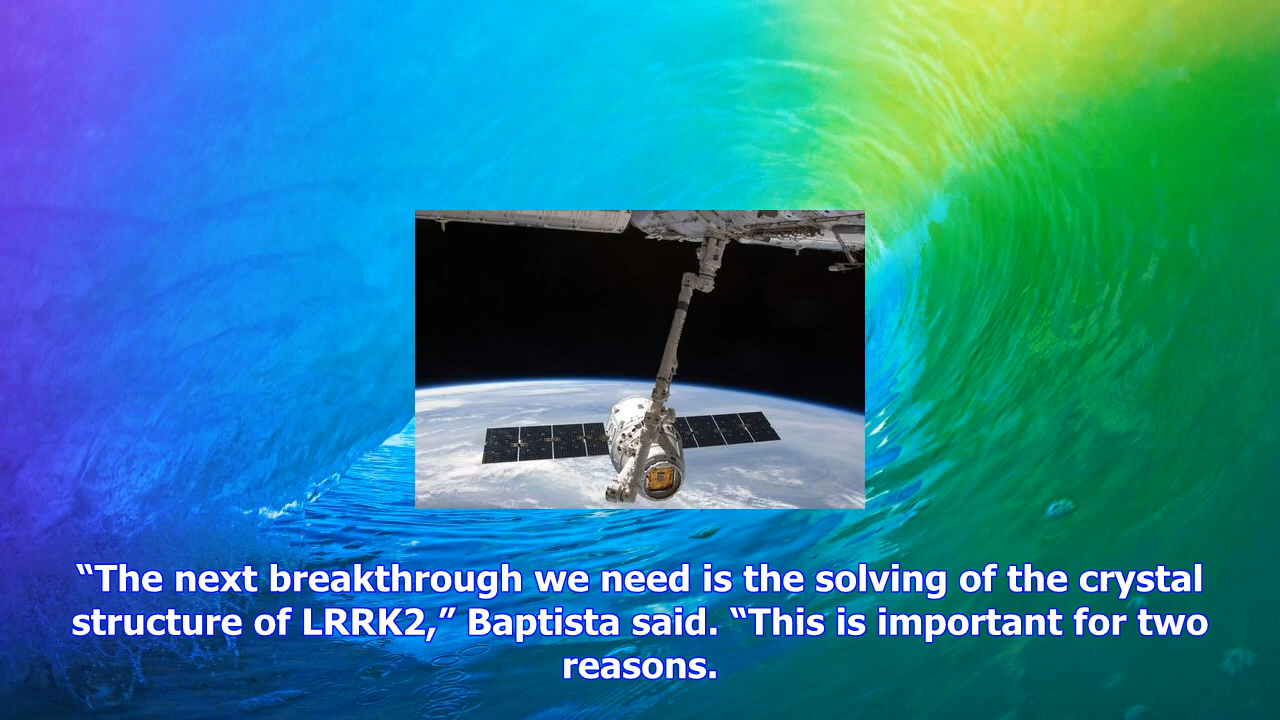 “The next breakthrough we need is the solving of the crystal
structure of LRRK2,” Baptista said. “This is important for two
reasons.